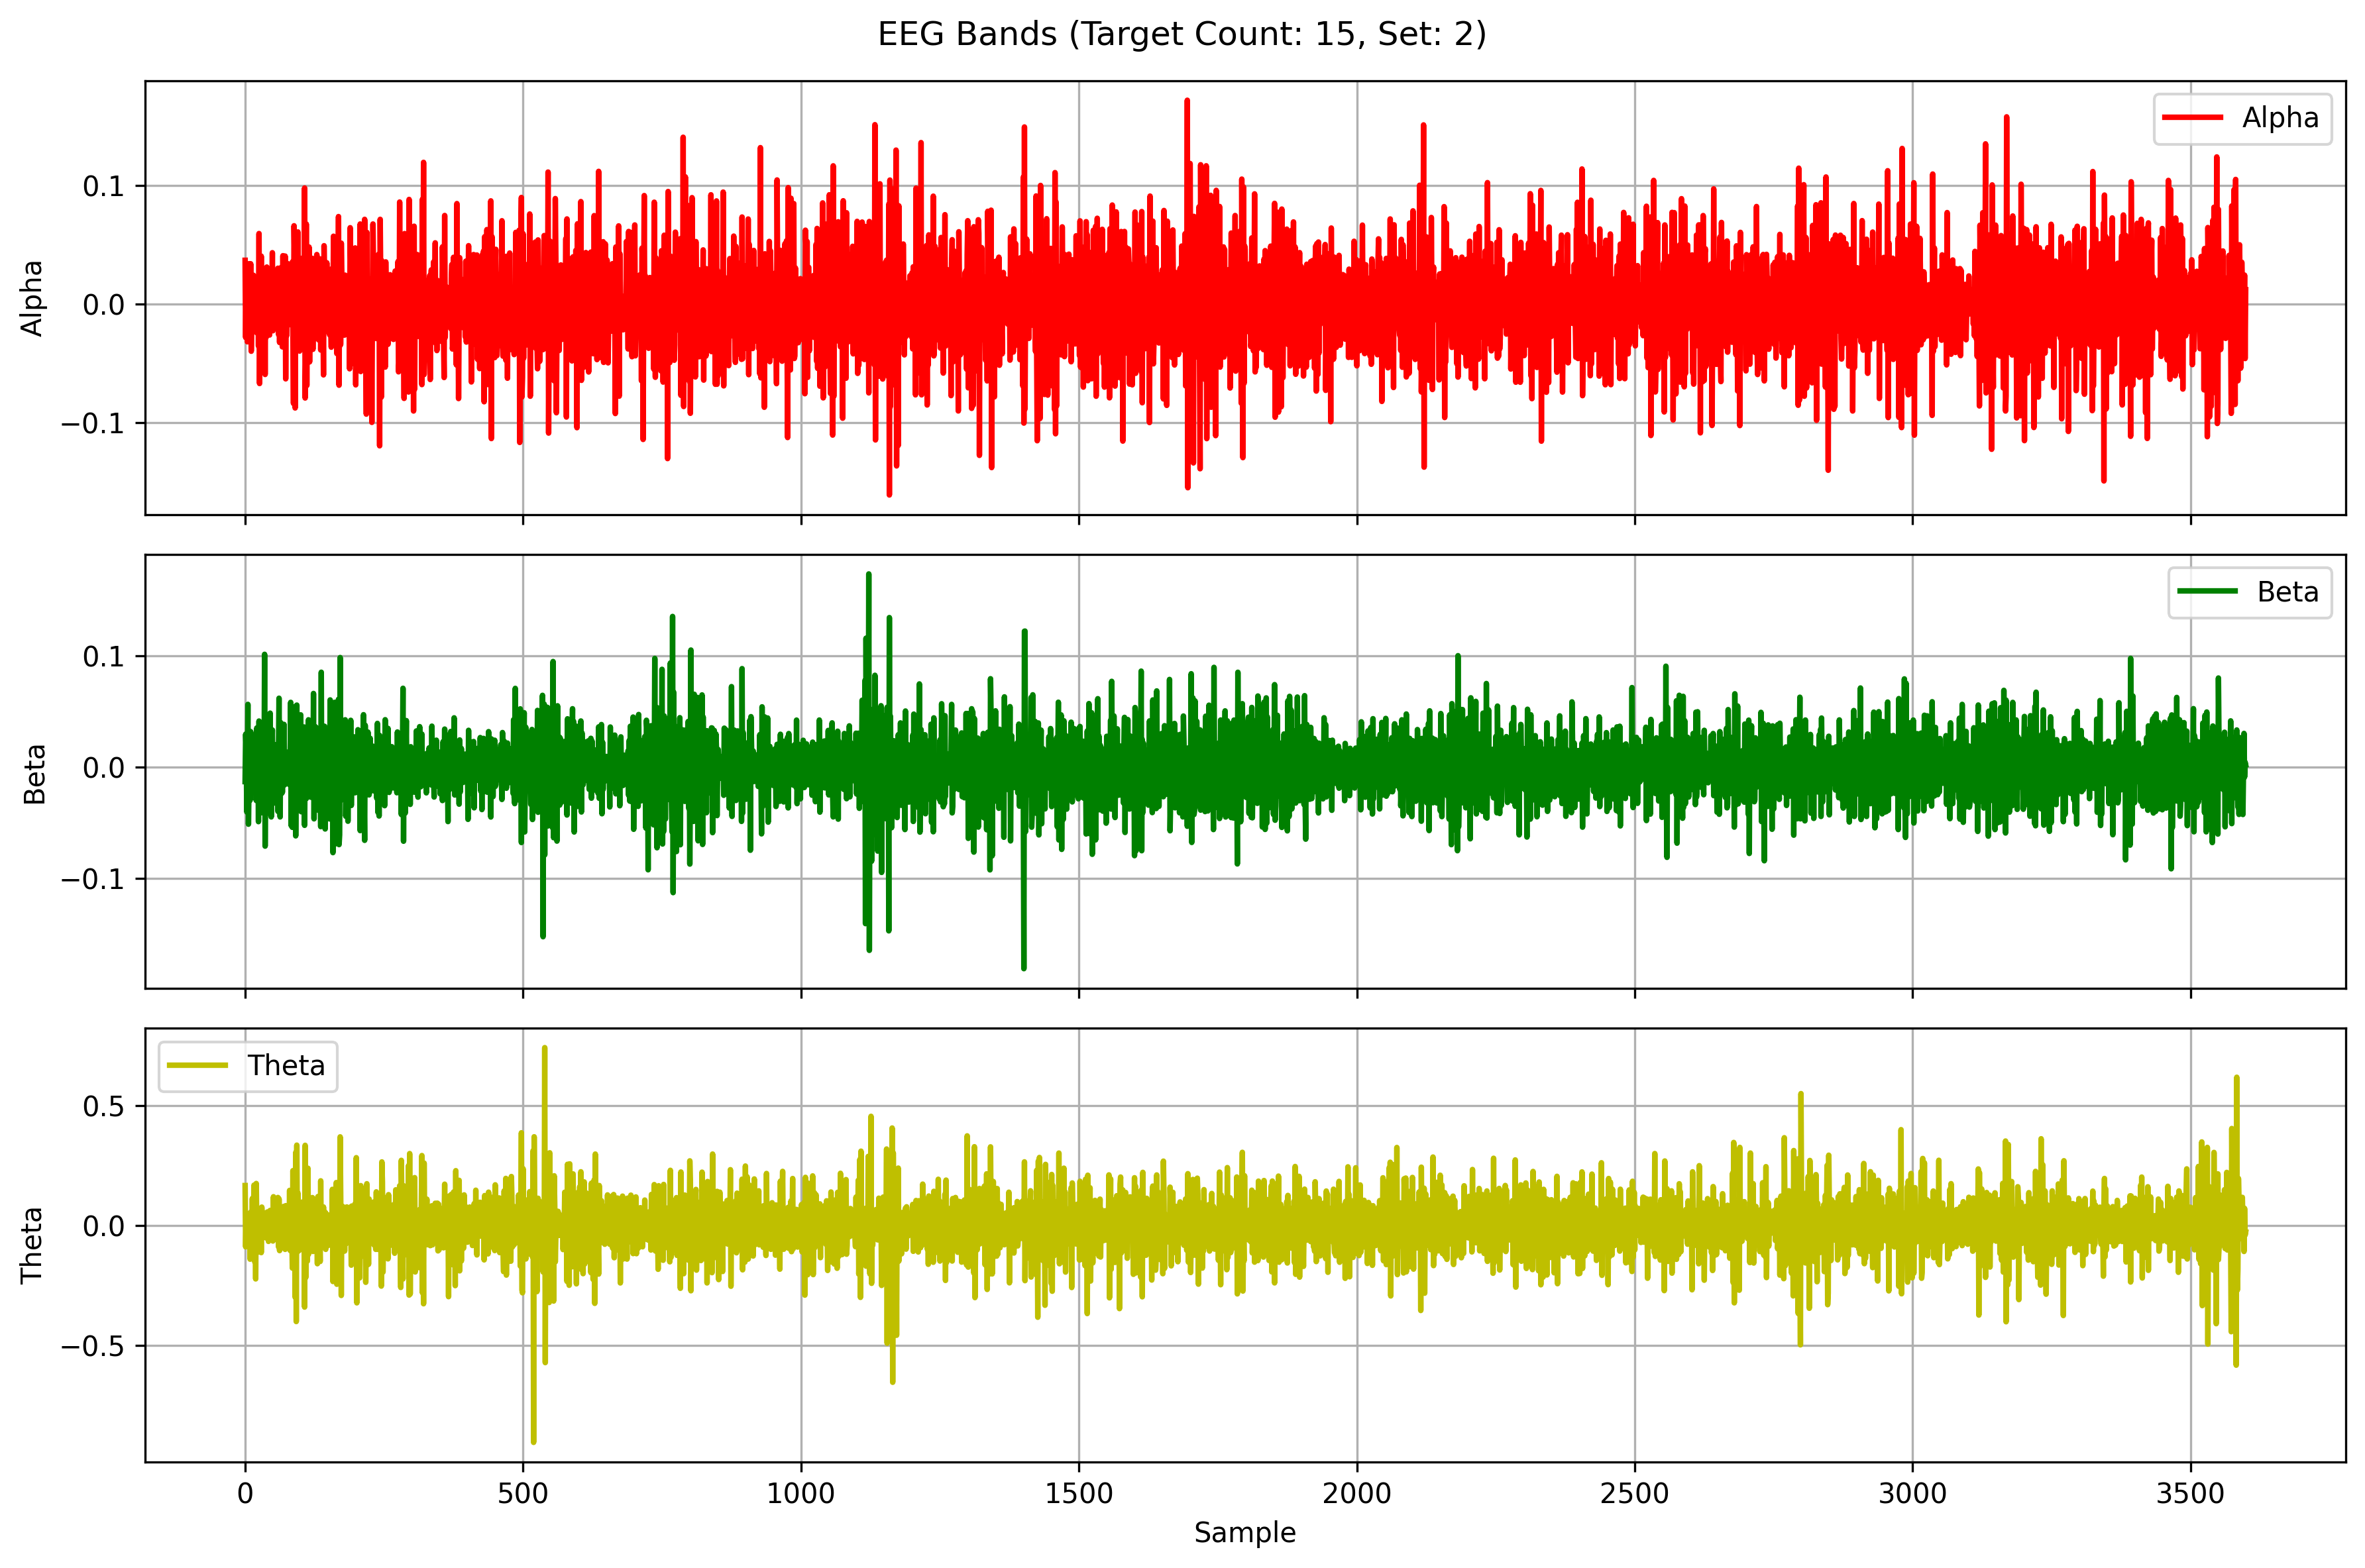 EEG Bands (Target Count: 15, Set: 2)
Alpha
0.1
0.0
−0.1
Alpha
Beta
0.1
0.0
−0.1
Beta
Theta
0.5
0.0
−0.5
Theta
0 500 1000 1500 2000 2500 3000 3500
Sample